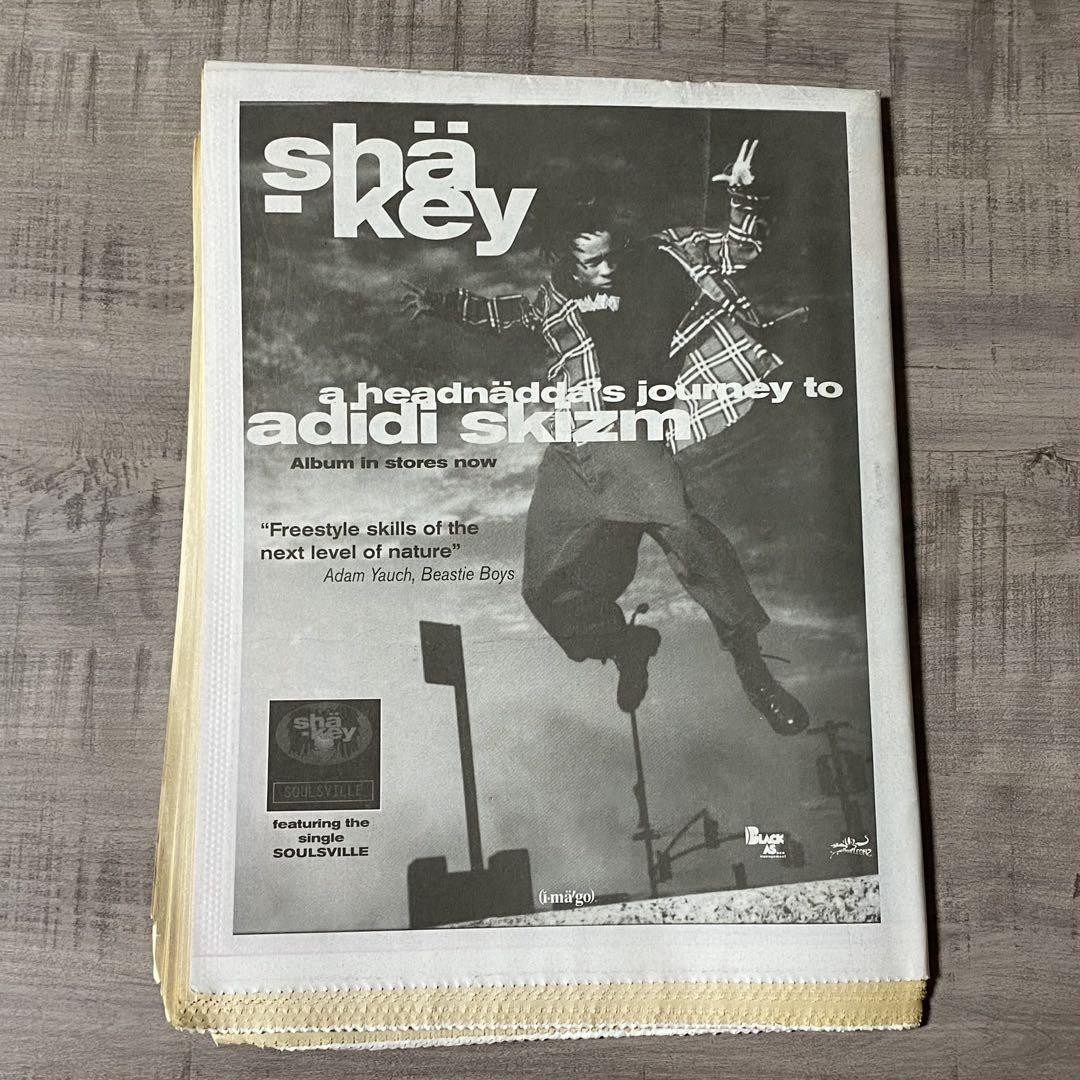 shä
-key
a headnädda's journey to
adidi skizm
Album in stores now
“Freestyle skills of the
next level of nature”
Adam Yauch, Beastie Boys
shä
-key
SOULSVILLE
featuring the
single
SOULSVILLE
BLACK
AS...
management
(i·mä'go)